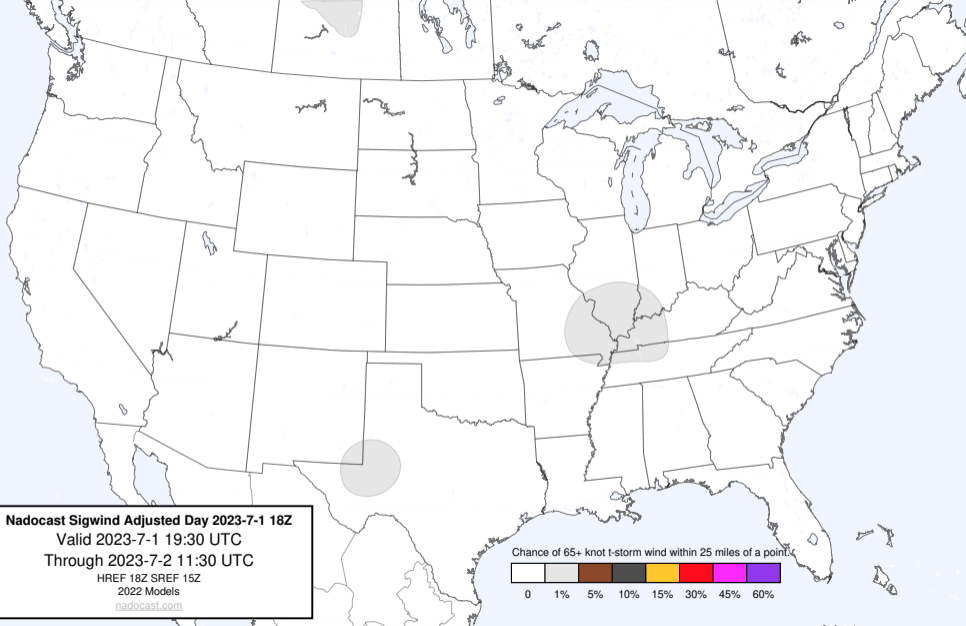 Nadocast Sigwind Adjusted Day 2023-7-1 18Z
Valid 2023-7-1 19:30 UTC
Through 2023-7-2 11:30 UTC
HREF 18Z SREF 15Z
2022 Models
nadocast.com
Chance of 65+ knot t-storm wind within 25 miles of a point.
0 1% 5% 10% 15% 30% 45% 60%